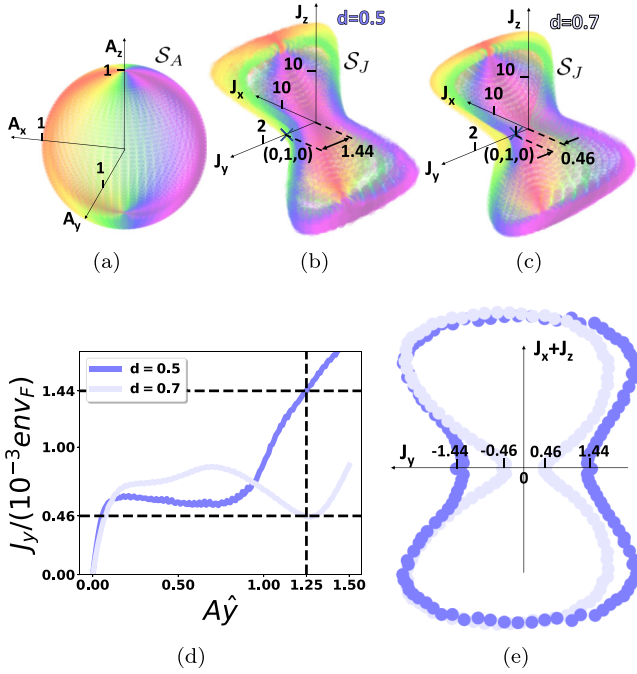 A_z
1
S_A
A_x
1
1
A_y
(a)
J_z
d=0.5
S_J
10
J_x
10
2
J_y
(0,1,0)
1.44
(b)
J_z
d=0.7
S_J
10
J_x
10
2
J_y
(0,1,0)
0.46
(c)
J_y/(10^{-3}env_F)
d = 0.5
d = 0.7
1.44
1.00
0.46
0.00
0.00
0.50
1.00
1.25
1.50
Aŷ
(d)
J_x+J_z
J_y
-1.44
-0.46
0.46
1.44
0
(e)